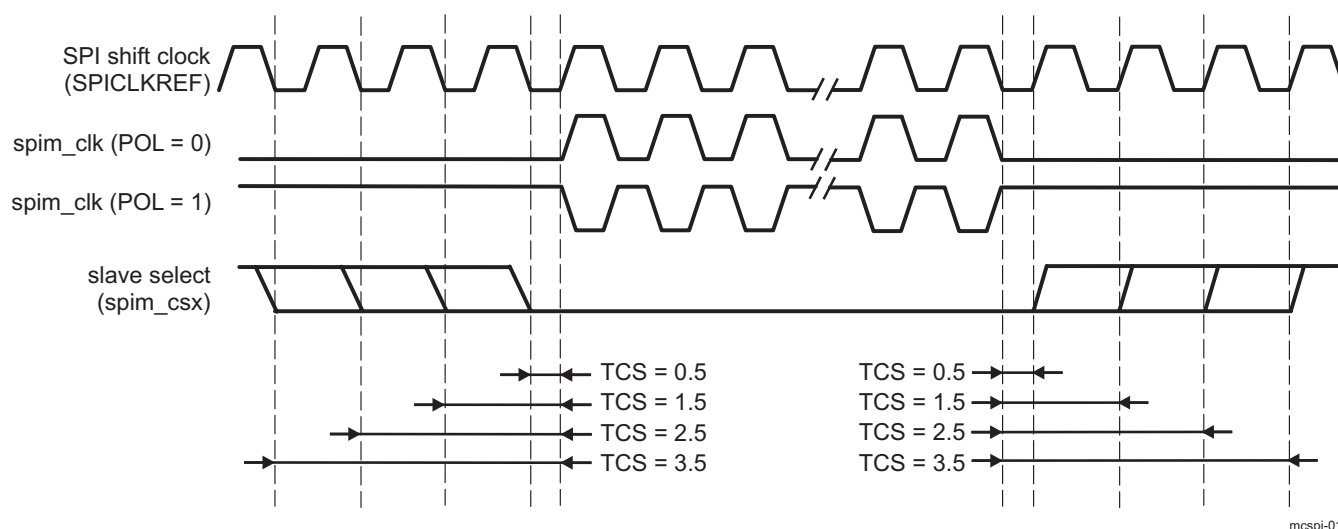 SPI shift clock
(SPICLKREF)
spim_clk (POL = 0)
spim_clk (POL = 1)
slave select
(spim_csx)
TCS = 0.5
TCS = 1.5
TCS = 2.5
TCS = 3.5
TCS = 0.5
TCS = 1.5
TCS = 2.5
TCS = 3.5